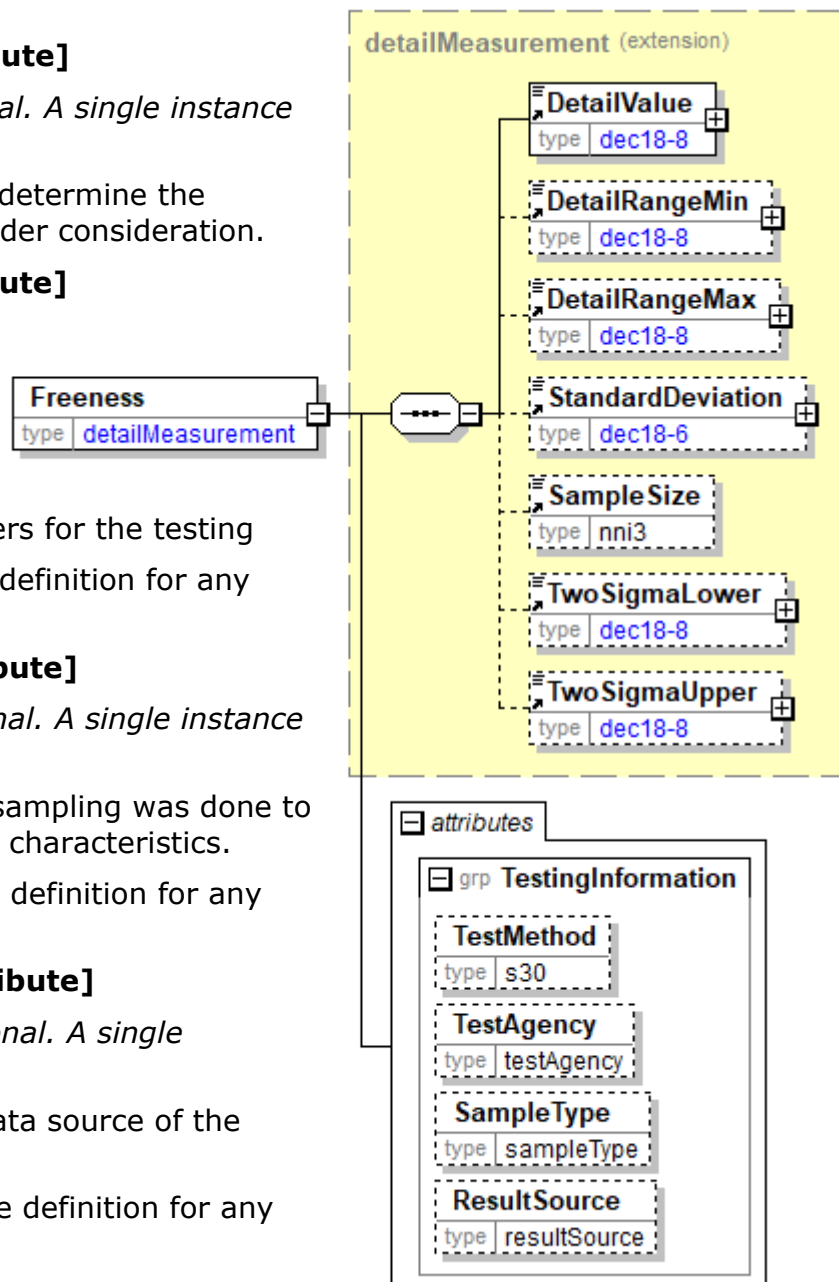 ute]
al. A single instance
determine the
der consideration.
ute]
ers for the testing
definition for any
bute]
nal. A single instance
sampling was done to
characteristics.
definition for any
ibute]
onal. A single
ata source of the
e definition for any
Freeness
type detailMeasurement
detailMeasurement (extension)
DetailValue
type dec18-8
DetailRangeMin
type dec18-8
DetailRangeMax
type dec18-8
StandardDeviation
type dec18-6
SampleSize
type nni3
TwoSigmaLower
type dec18-8
TwoSigmaUpper
type dec18-8
attributes
grp TestingInformation
TestMethod
type s30
TestAgency
type testAgency
SampleType
type sampleType
ResultSource
type resultSource